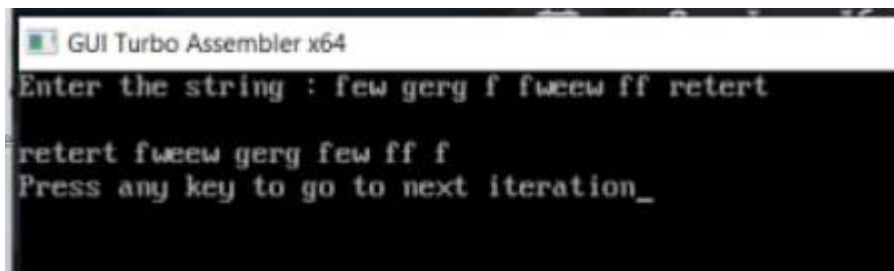 GUI Turbo Assembler x64
Enter the string : few gerg f fweew ff retert
retert fweew gerg few ff f
Press any key to go to next iteration_